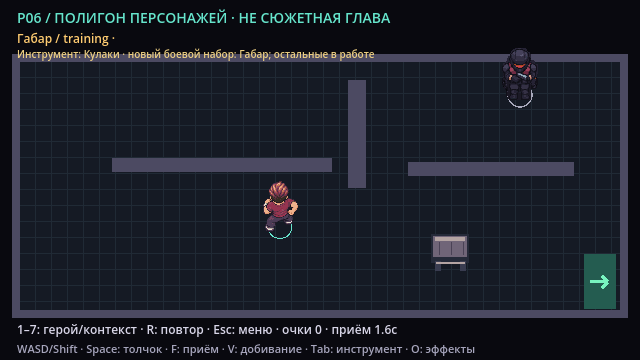 P06 / ПОЛИГОН ПЕРСОНАЖЕЙ · НЕ СЮЖЕТНАЯ ГЛАВА
Габар / training ·
Инструмент: Кулаки · новый боевой набор: Габар; остальные в работе
1–7: герой/контекст · R: повтор · Esc: меню · очки 0 · приём 1.6с
WASD/Shift · Space: толчок · F: приём · V: добивание · Tab: инструмент · O: эффекты